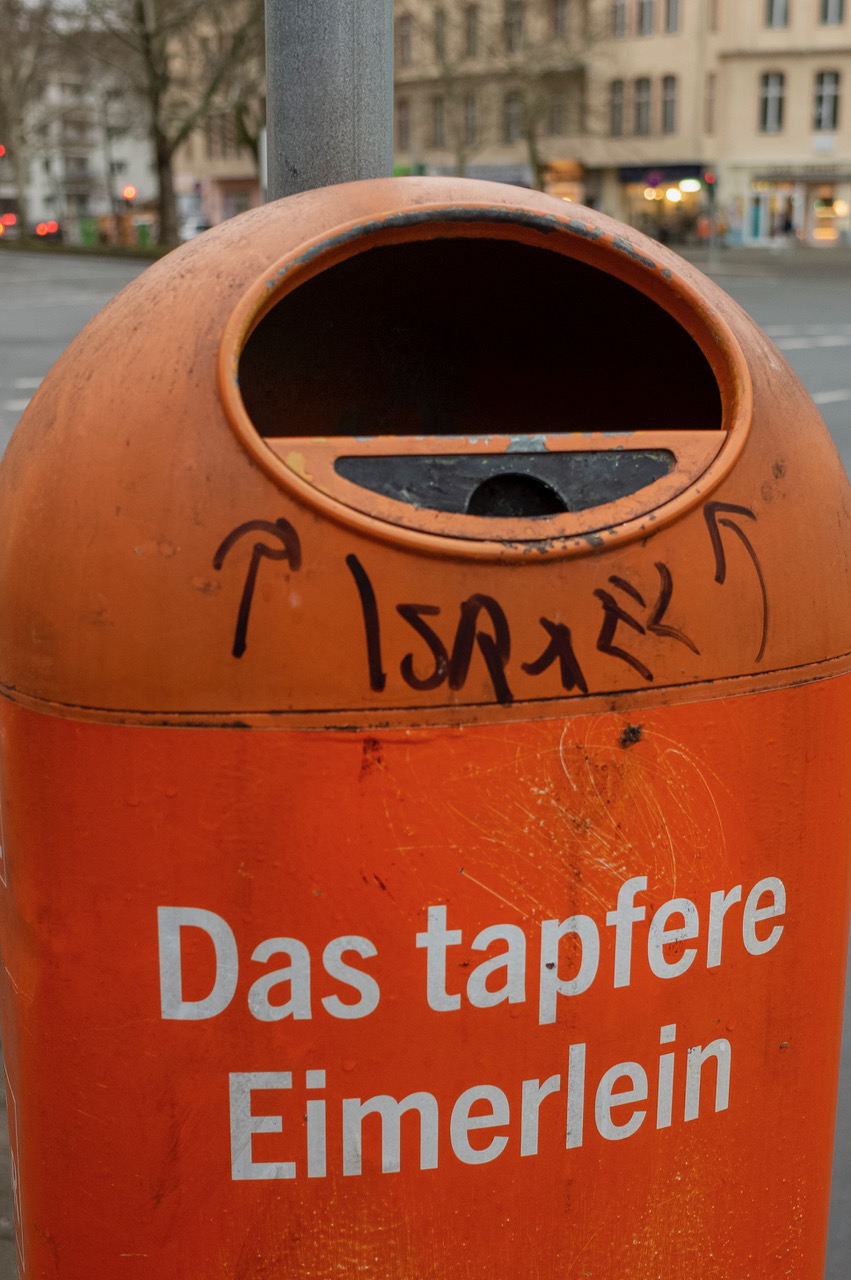 ISRAEL
Das tapfere
Eimerlein